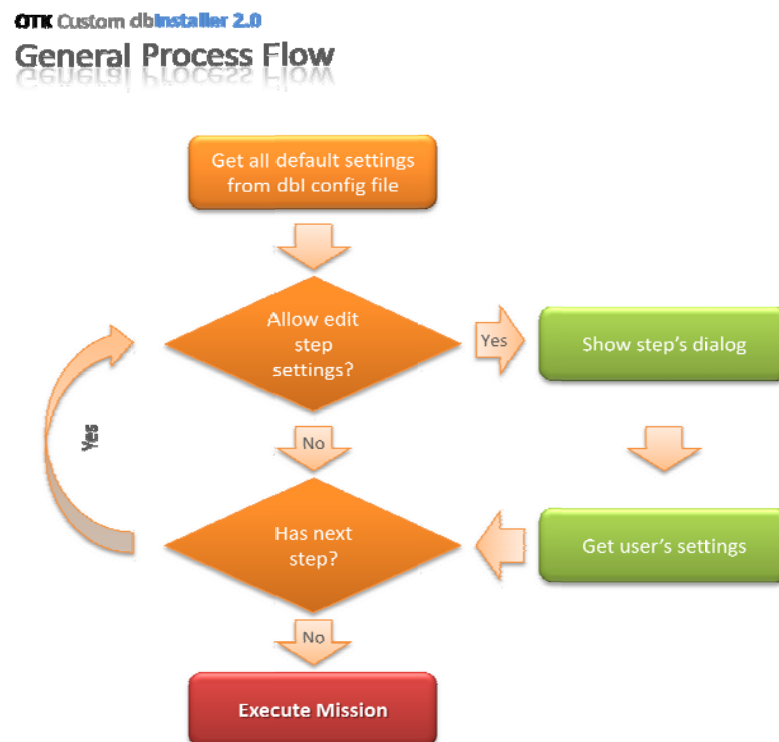 OTK Custom dbInstaller 2.0
General Process Flow
Get all default settings
from dbI config file
Allow edit
step
settings?
Yes
Show step's dialog
Yes
No
Has next
step?
Get user's settings
No
Execute Mission